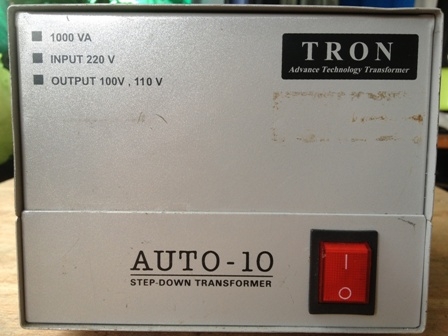 1000 VA
INPUT 220 V
OUTPUT 100V , 110 V
TRON
Advance Technology Transformer
AUTO - 10
STEP-DOWN TRANSFORMER